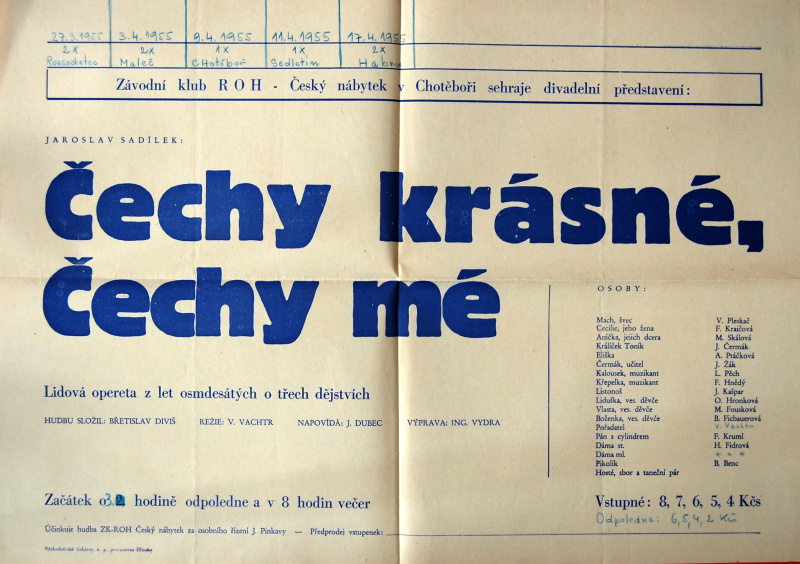 27.3.1955 3.4.1955 9.4.1955 11.4.1955 17.4.1955
2x 2x 1x 1x 2x
Rosochatec Maleč Chotěboř Sedletín Habry
Závodní klub ROH - Český nábytek v Chotěboři sehraje divadelní představení:
JAROSLAV SADÍLEK:
Čechy krásné,
Čechy mé
Lidová opereta z let osmdesátých o třech dějstvích
HUDBU SLOŽIL: BŘETISLAV DIVIŠ REŽIE: V. VACHTR NAPOVÍDÁ: J. DUBEC VÝPRAVA: ING. VYDRA
OSOBY:
Mach, švec V. Pleskač
Cecilie, jeho žena F. Krajčová
Anička, jejich dcera M. Skálová
Králíček Toník J. Čermák
Eliška A. Ptáčková
Čermák, učitel J. Žák
Kalousek, muzikant L. Pěch
Křepelka, muzikant F. Hnědý
Listonoš J. Kašpar
Lidulka, ves. děvče O. Hronková
Vlasta, ves. děvče M. Fousková
Boženka, ves. děvče B. Ficbauerová
Pořadatel V. Vachtr
Pán s cylindrem F. Kruml
Dáma st. H. Fidrová
Dáma ml. * * *
Pikolík B. Benc
Hosté, sbor a taneční pár
Začátek o 3. hodině odpoledne a v 8 hodin večer
Vstupné: 8, 7, 6, 5, 4 Kčs
Odpoledne: 6, 5, 4, 2 Kčs
Účinkuje hudba ZK-ROH Český nábytek za osobního řízení J. Pinkavy — Předprodej vstupenek:
Východočeské tiskárny, n. p., provozovna Hlinsko